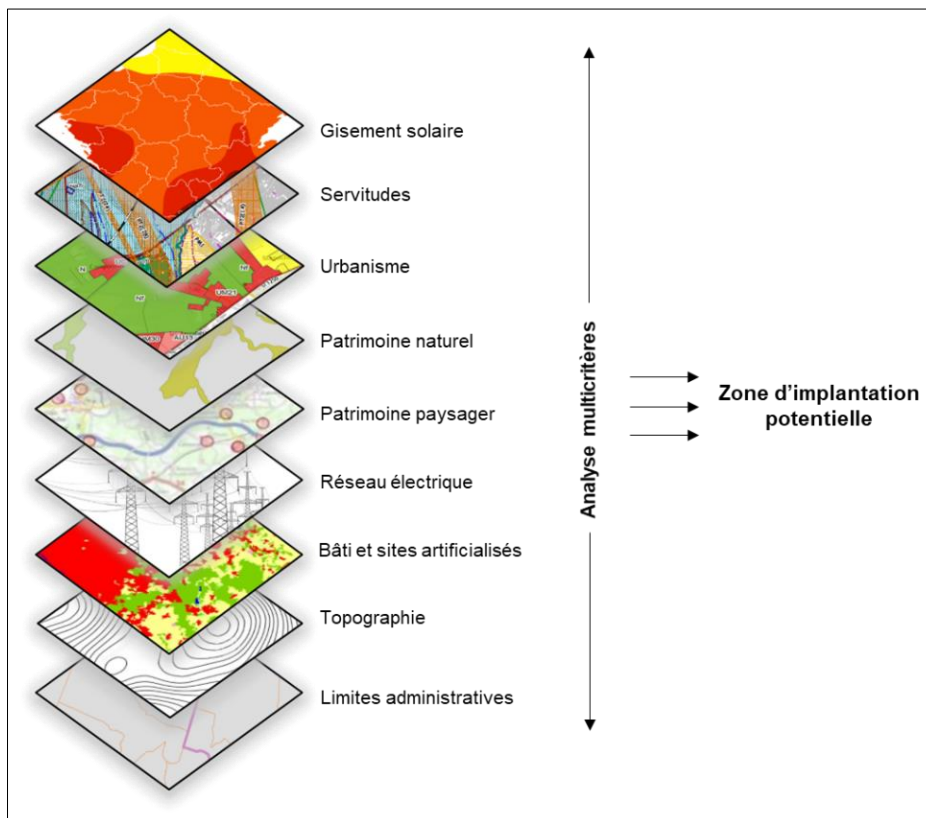 Gisement solaire
Servitudes
Urbanisme
Patrimoine naturel
Patrimoine paysager
Réseau électrique
Bâti et sites artificialisés
Topographie
Limites administratives
Analyse multicritères
Zone d'implantation
potentielle